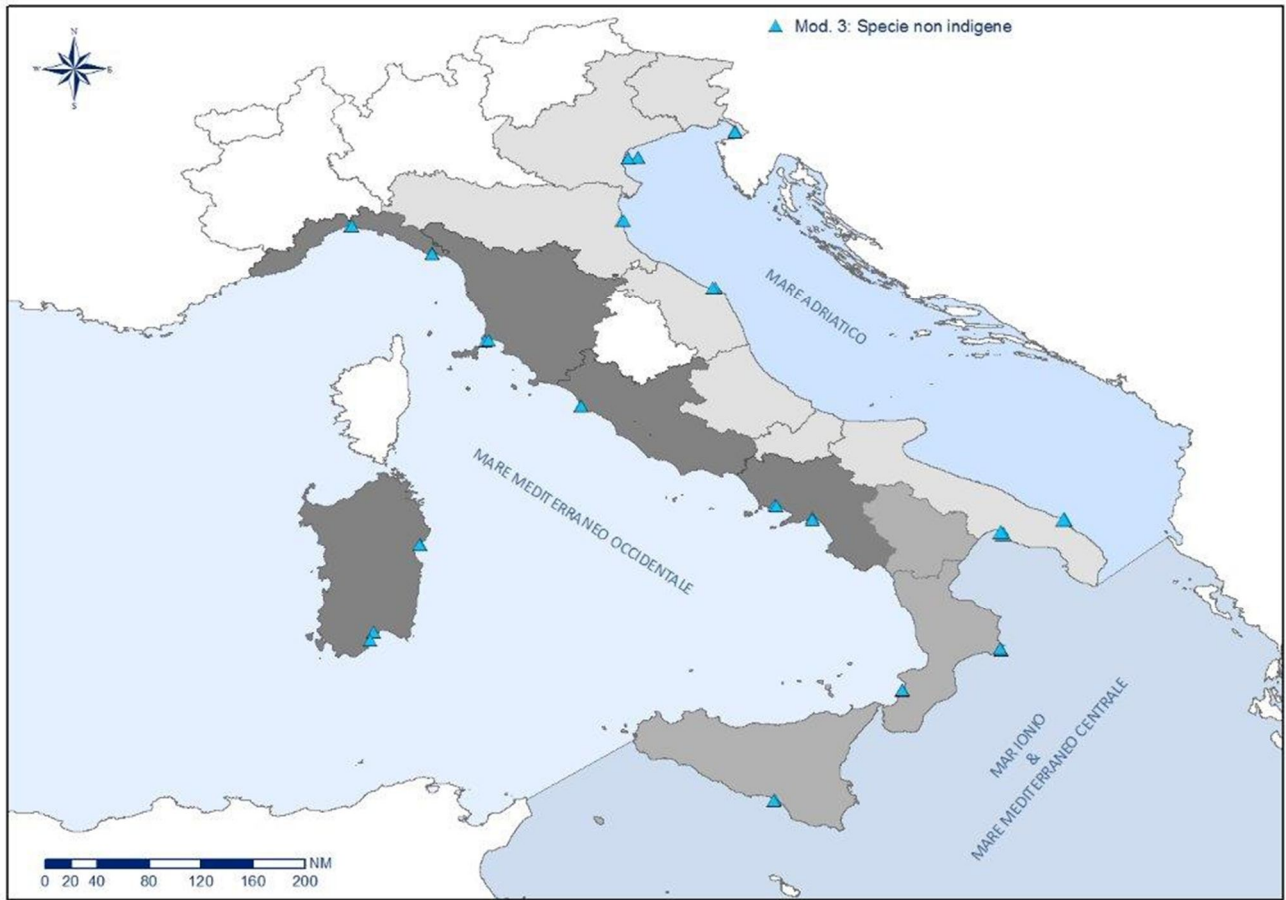 Mod. 3: Specie non indigene
N
W
E
S
MARE ADRIATICO
MARE MEDITERRANEO OCCIDENTALE
MAR IONIO
&
MARE MEDITERRANEO CENTRALE
NM
0 20 40 80 120 160 200